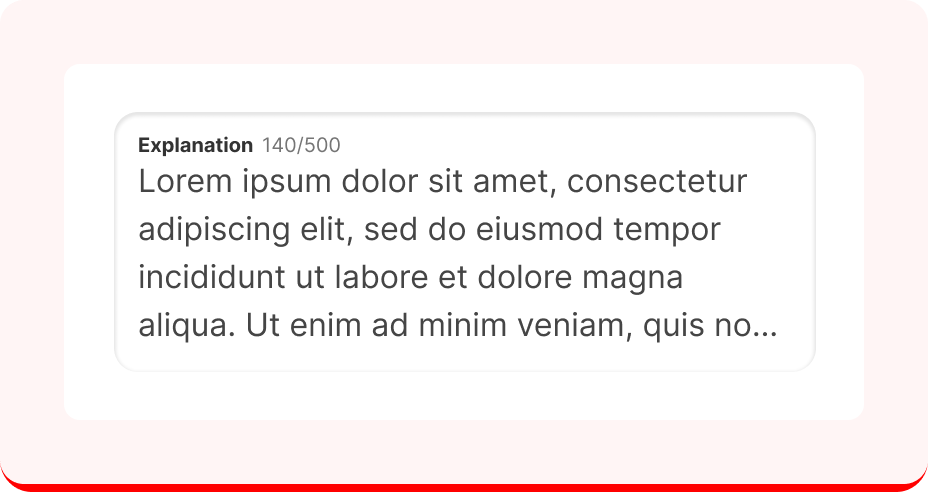 Explanation 140/500
Lorem ipsum dolor sit amet, consectetur
adipiscing elit, sed do eiusmod tempor
incididunt ut labore et dolore magna
aliqua. Ut enim ad minim veniam, quis no...